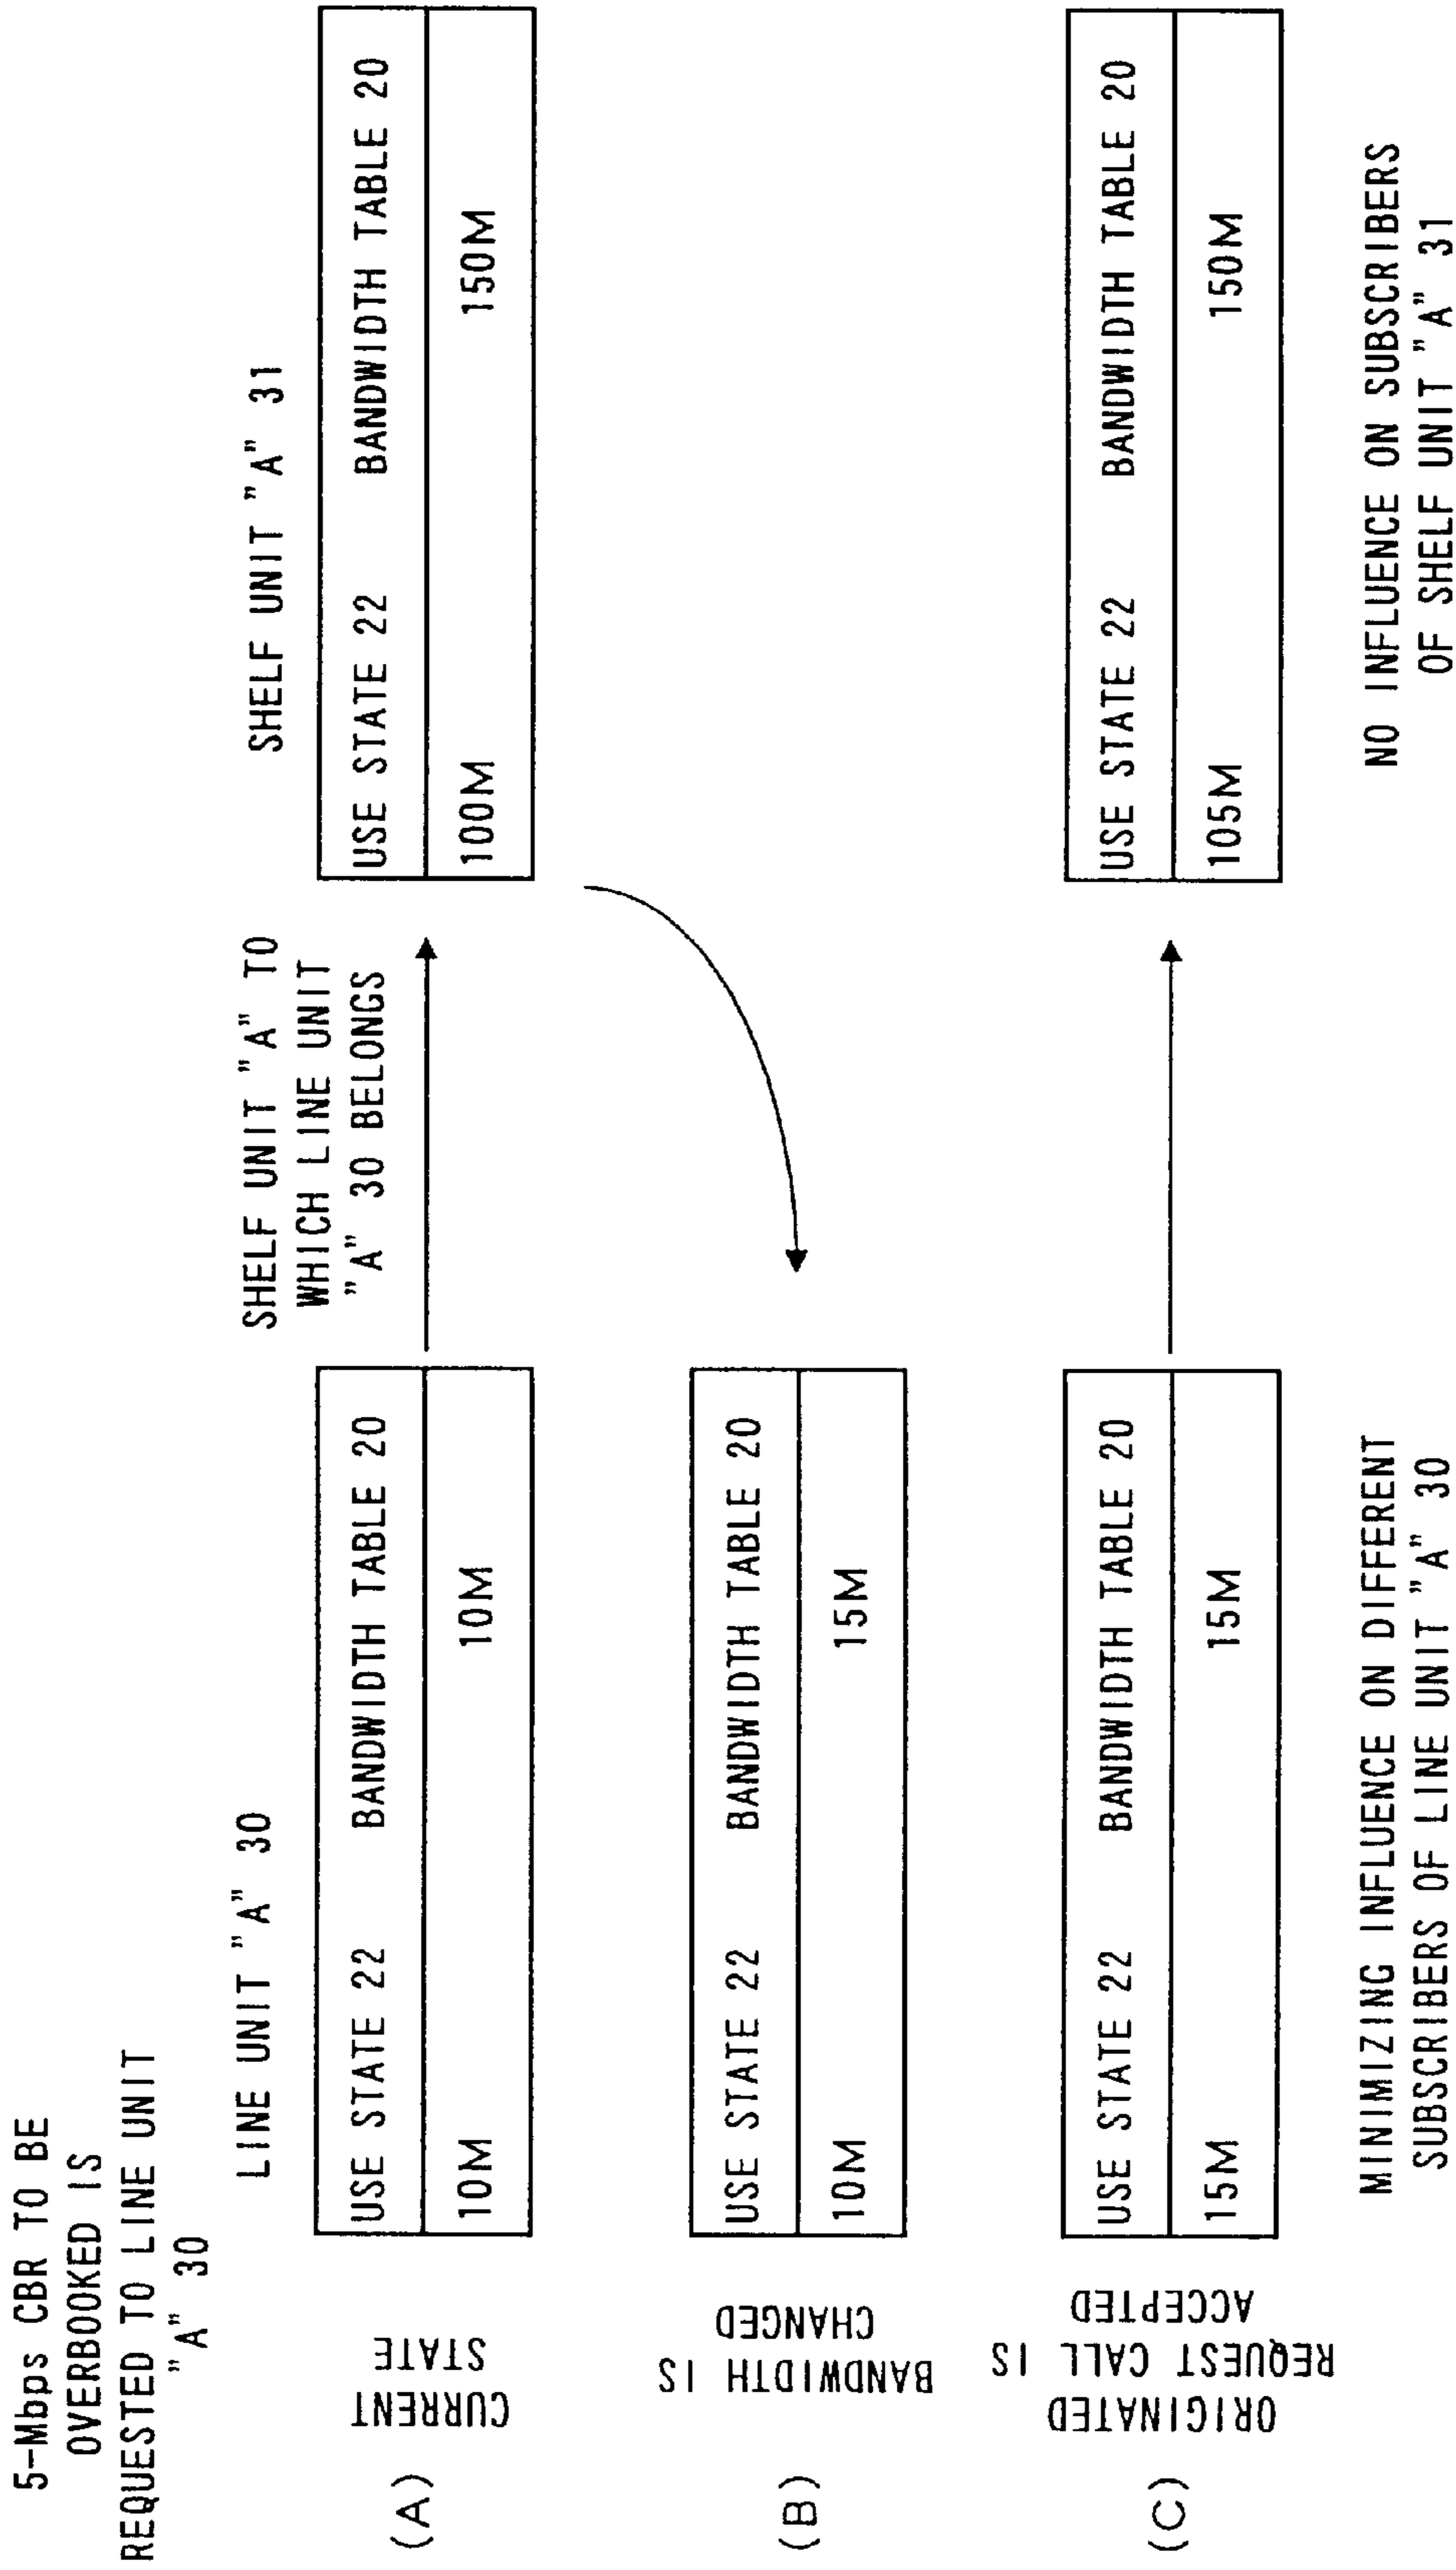 5-Mbps CBR TO BE
OVERBOOKED IS
REQUESTED TO LINE UNIT
"A" 30
LINE UNIT "A" 30
SHELF UNIT "A" TO
WHICH LINE UNIT
"A" 30 BELONGS
SHELF UNIT "A" 31
(A)
CURRENT
STATE
USE STATE 22 BANDWIDTH TABLE 20
10M 10M
USE STATE 22 BANDWIDTH TABLE 20
100M 150M
(B)
BANDWIDTH IS
CHANGED
USE STATE 22 BANDWIDTH TABLE 20
10M 15M
(C)
ORIGINATED
REQUEST CALL IS
ACCEPTED
USE STATE 22 BANDWIDTH TABLE 20
15M 15M
USE STATE 22 BANDWIDTH TABLE 20
105M 150M
MINIMIZING INFLUENCE ON DIFFERENT
SUBSCRIBERS OF LINE UNIT "A" 30
NO INFLUENCE ON SUBSCRIBERS
OF SHELF UNIT "A" 31